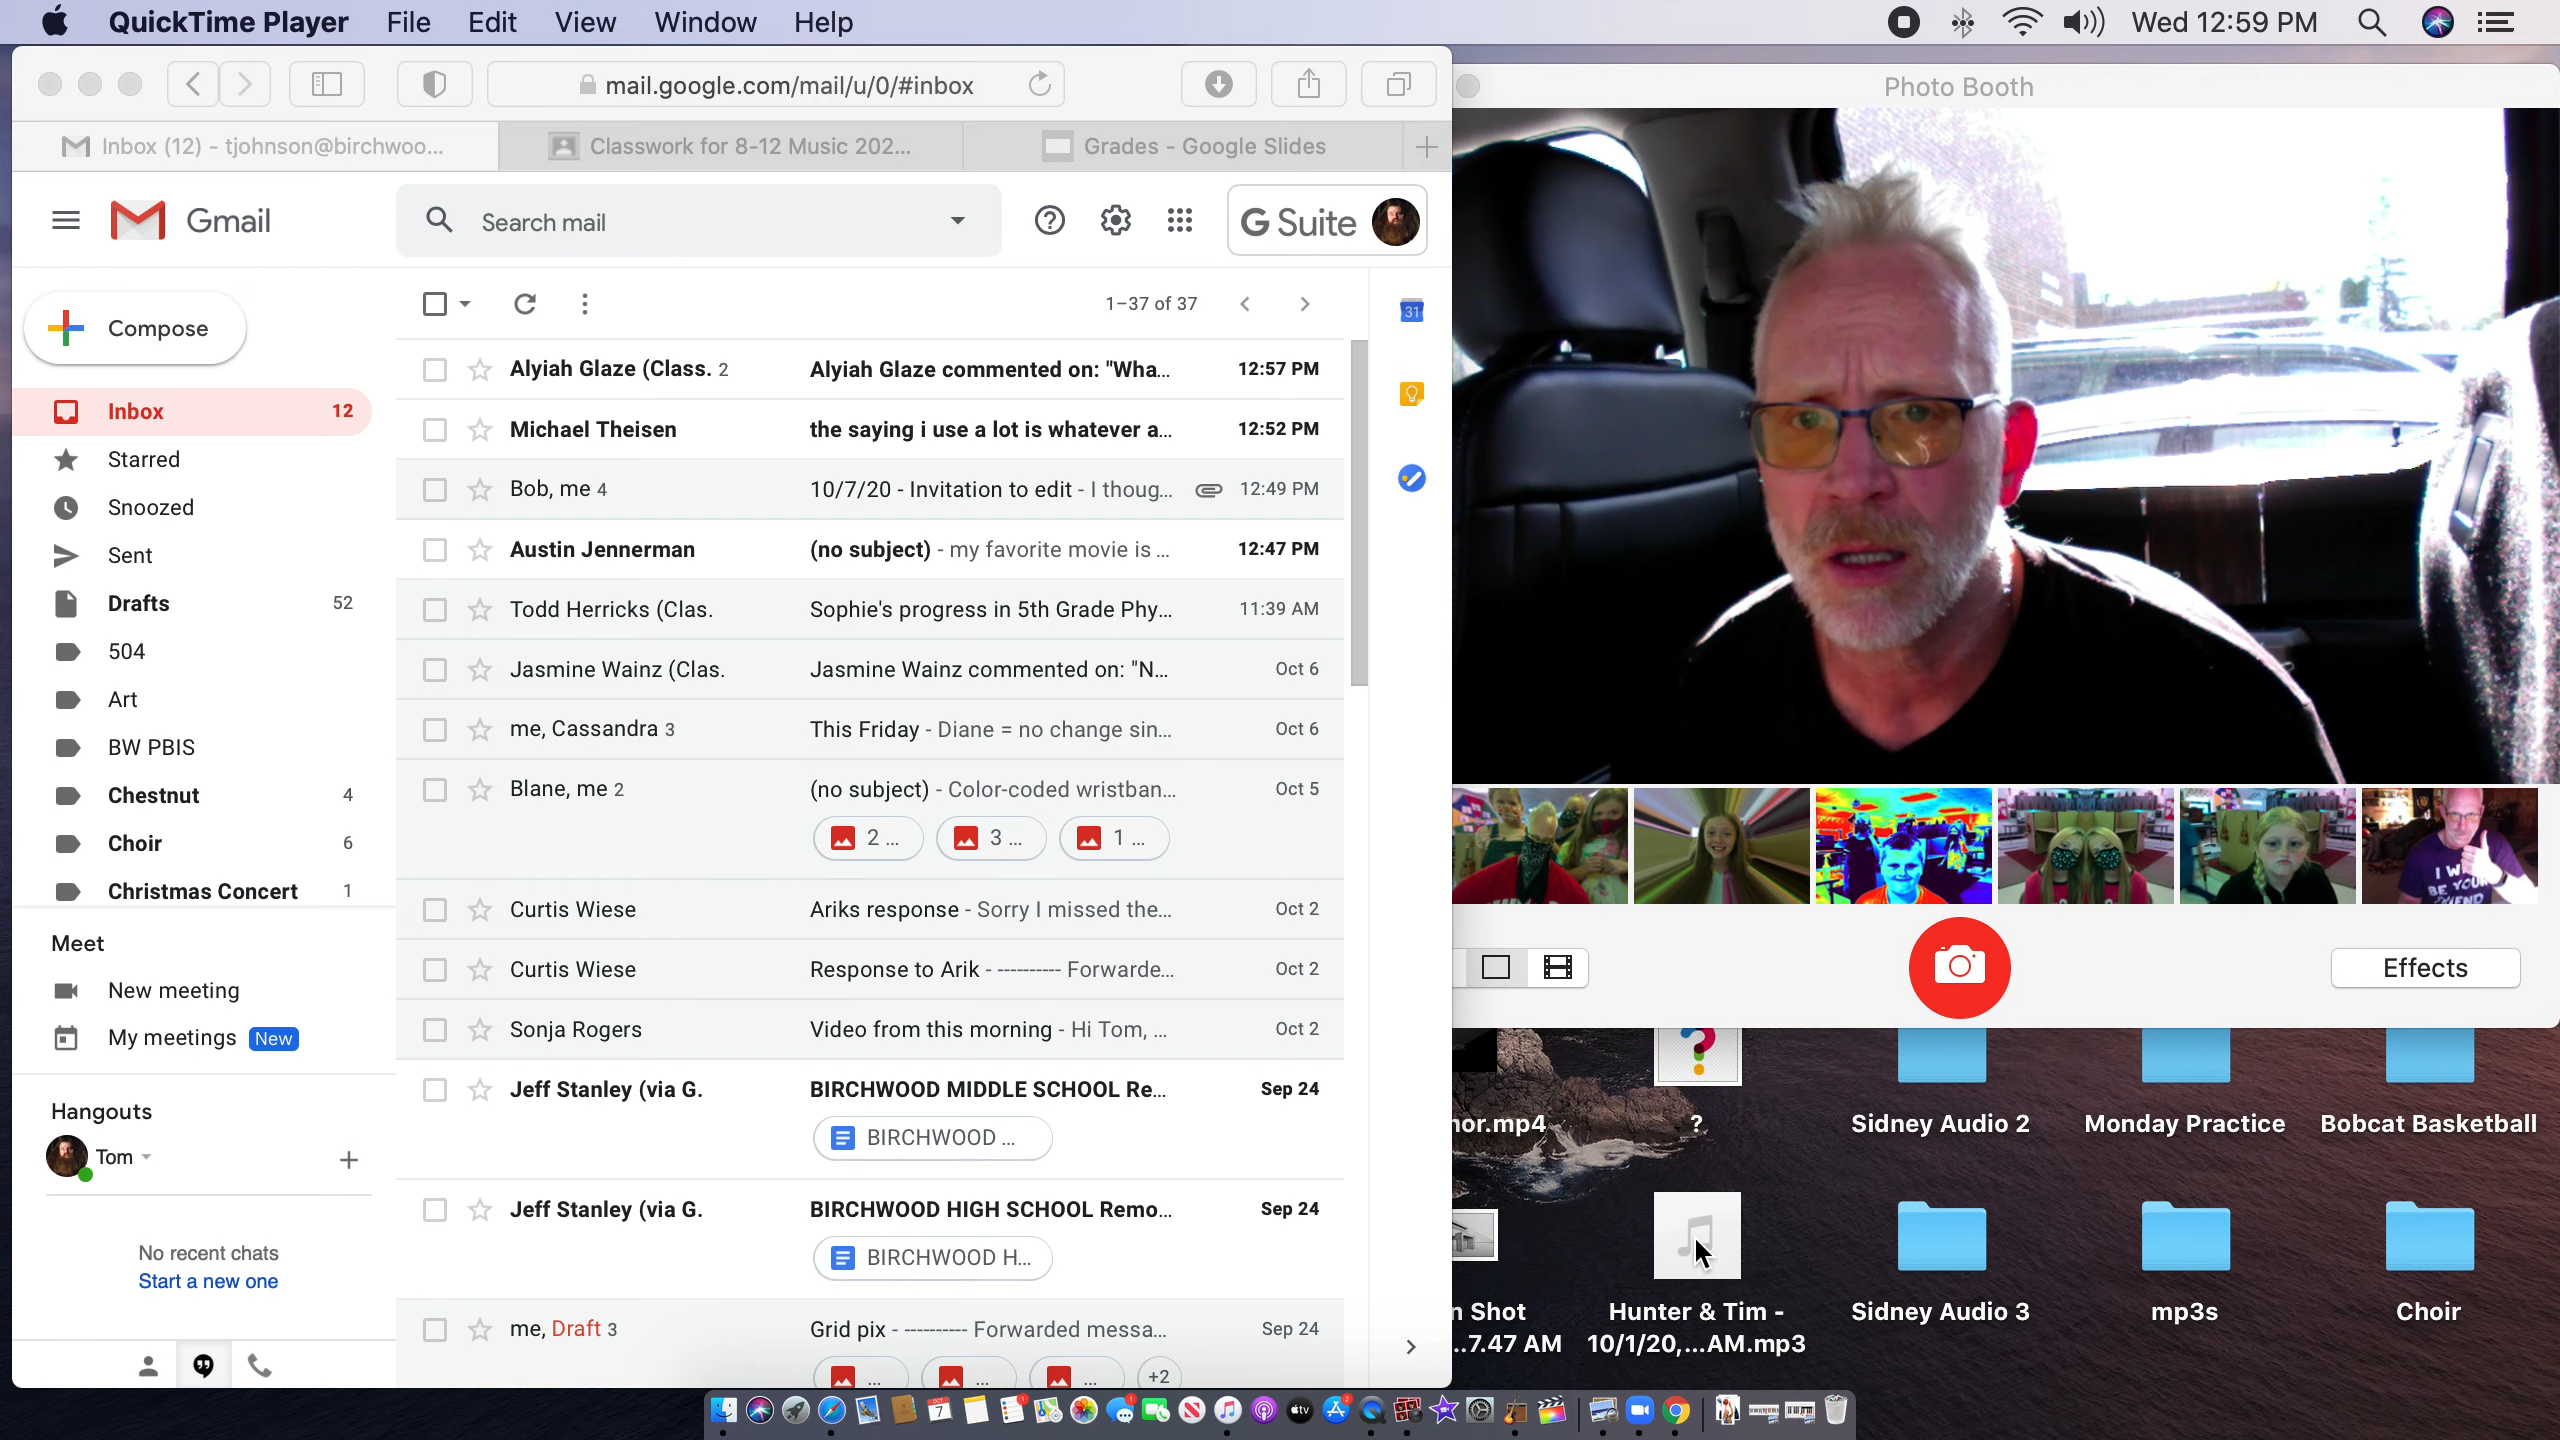 QuickTime Player File Edit View Window Help Wed 12:59 PM
mail.google.com/mail/u/0/#inbox
Inbox (12) - tjohnson@birchwoo...
Classwork for 8-12 Music 202...
Grades - Google Slides
Gmail
Search mail
G Suite
Compose
Inbox 12
Starred
Snoozed
Sent
Drafts 52
504
Art
BW PBIS
Chestnut 4
Choir 6
Christmas Concert 1
Meet
New meeting
My meetings New
Hangouts
Tom
No recent chats
Start a new one
1–37 of 37
31
Alyiah Glaze (Class. 2 Alyiah Glaze commented on: "Wha... 12:57 PM
Michael Theisen the saying i use a lot is whatever a... 12:52 PM
Bob, me 4 10/7/20 - Invitation to edit - I thoug... 12:49 PM
Austin Jennerman (no subject) - my favorite movie is ... 12:47 PM
Todd Herricks (Clas. Sophie's progress in 5th Grade Phy... 11:39 AM
Jasmine Wainz (Clas. Jasmine Wainz commented on: "N... Oct 6
me, Cassandra 3 This Friday - Diane = no change sin... Oct 6
Blane, me 2 (no subject) - Color-coded wristban... Oct 5
2 ... 3 ... 1 ...
Curtis Wiese Ariks response - Sorry I missed the... Oct 2
Curtis Wiese Response to Arik - ---------- Forwarde... Oct 2
Sonja Rogers Video from this morning - Hi Tom, ... Oct 2
Jeff Stanley (via G. BIRCHWOOD MIDDLE SCHOOL Re... Sep 24
BIRCHWOOD ...
Jeff Stanley (via G. BIRCHWOOD HIGH SCHOOL Remo... Sep 24
BIRCHWOOD H...
me, Draft 3 Grid pix - ---------- Forwarded messa... Sep 24
... ... ... +2
Photo Booth
Effects
nor.mp4
?
Sidney Audio 2
Monday Practice
Bobcat Basketball
n Shot
..7.47 AM
Hunter & Tim -
10/1/20,...AM.mp3
Sidney Audio 3
mp3s
Choir